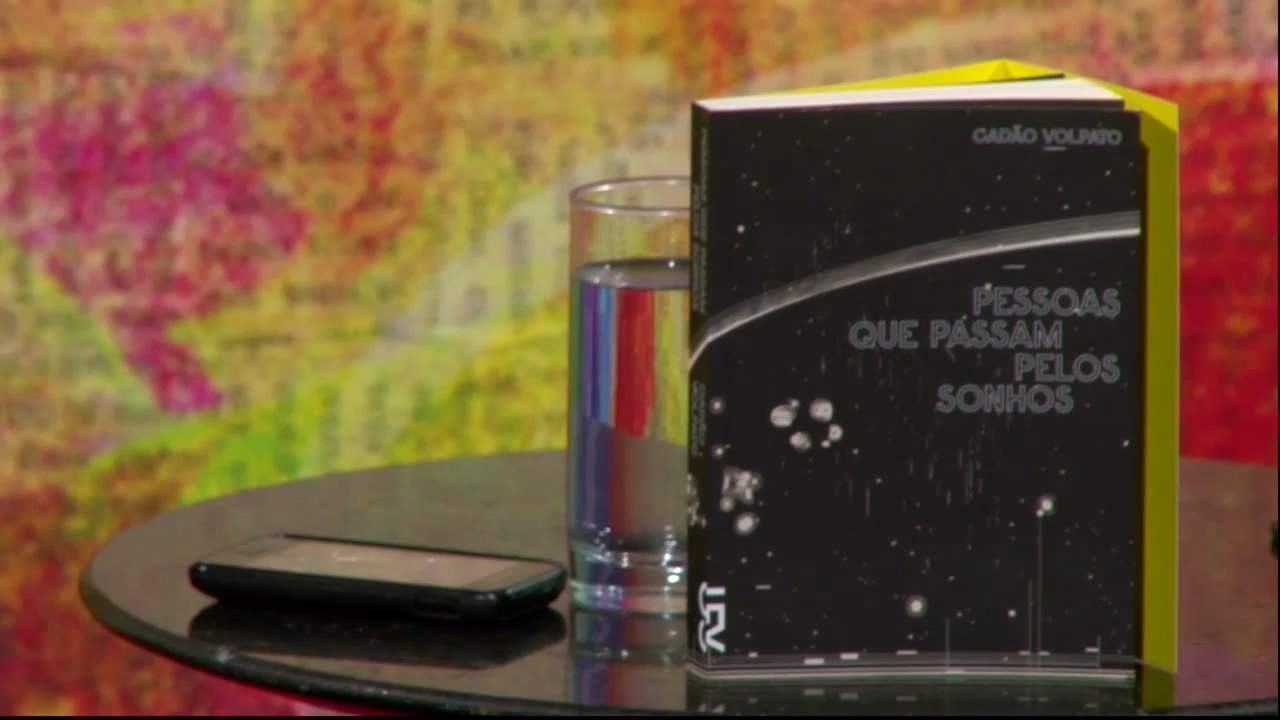 CADÃO VOLPATO
PESSOAS
QUE PASSAM
PELOS
SONHOS